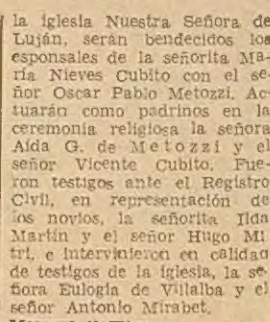 la iglesia Nuestra Señora de
Luján, serán bendecidos los
esponsales de la señorita Ma-
ría Nieves Cubito con el se-
ñor Oscar Pablo Metozzi. Ac-
tuarán como padrinos en la
ceremonia religiosa la señora
Aída G. de Metozzi y el
señor Vicente Cubito. Fue-
ron testigos ante el Registro
Civil, en representación de
los novios, la señorita Ilda
Martín y el señor Hugo Mi
tri, e intervinieron en calidad
de testigos de la iglesia, la se-
ñora Eulogia de Villalba y el
señor Antonio Mirabet.